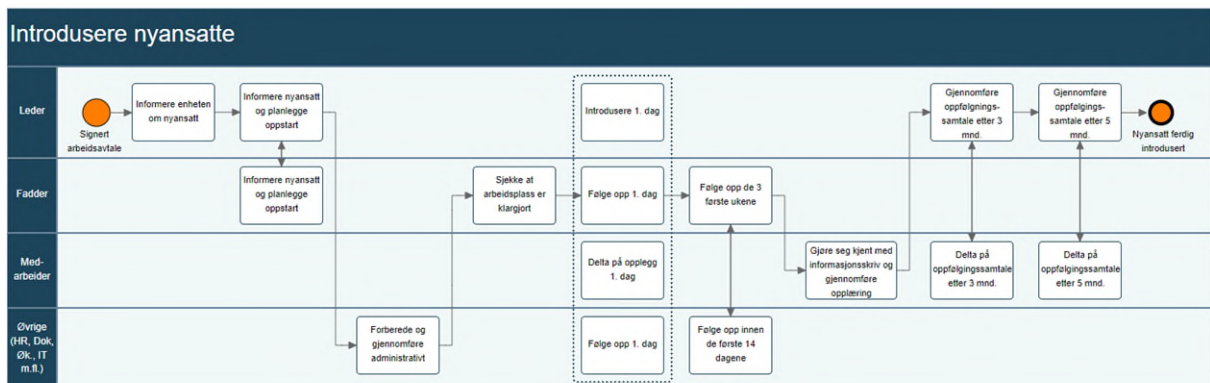 Introdusere nyansatte
Leder
Signert
arbeidsavtale
Informere enheten
om nyansatt
Informere nyansatt
og planlegge
oppstart
Introdusere 1. dag
Gjennomføre
oppfølgnings-
samtale etter 3
mnd.
Gjennomføre
oppfølgings-
samtale etter 5
mnd.
Nyansatt ferdig
introdusert
Fadder
Informere nyansatt
og planlegge
oppstart
Sjekke at
arbeidsplass er
klargjort
Følge opp 1. dag
Følge opp de 3
første ukene
Med-
arbeider
Delta på opplegg
1. dag
Gjøre seg kjent med
informasjonsskriv og
gjennomføre
opplæring
Delta på
oppfølgingssamtale
etter 3 mnd.
Delta på
oppfølgingssamtale
etter 5 mnd.
Øvrige
(HR, Dok,
Øk., IT
m.fl.)
Forberede og
gjennomføre
administrativt
Følge opp 1. dag
Følge opp innen
de første 14
dagene